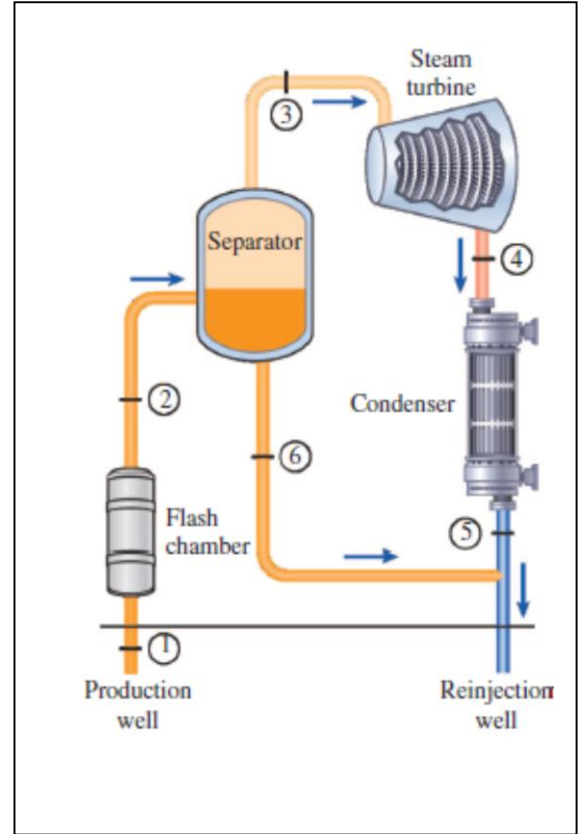 Steam
turbine
3
Separator
4
2
Condenser
6
Flash
chamber
5
1
Production
well
Reinjection
well